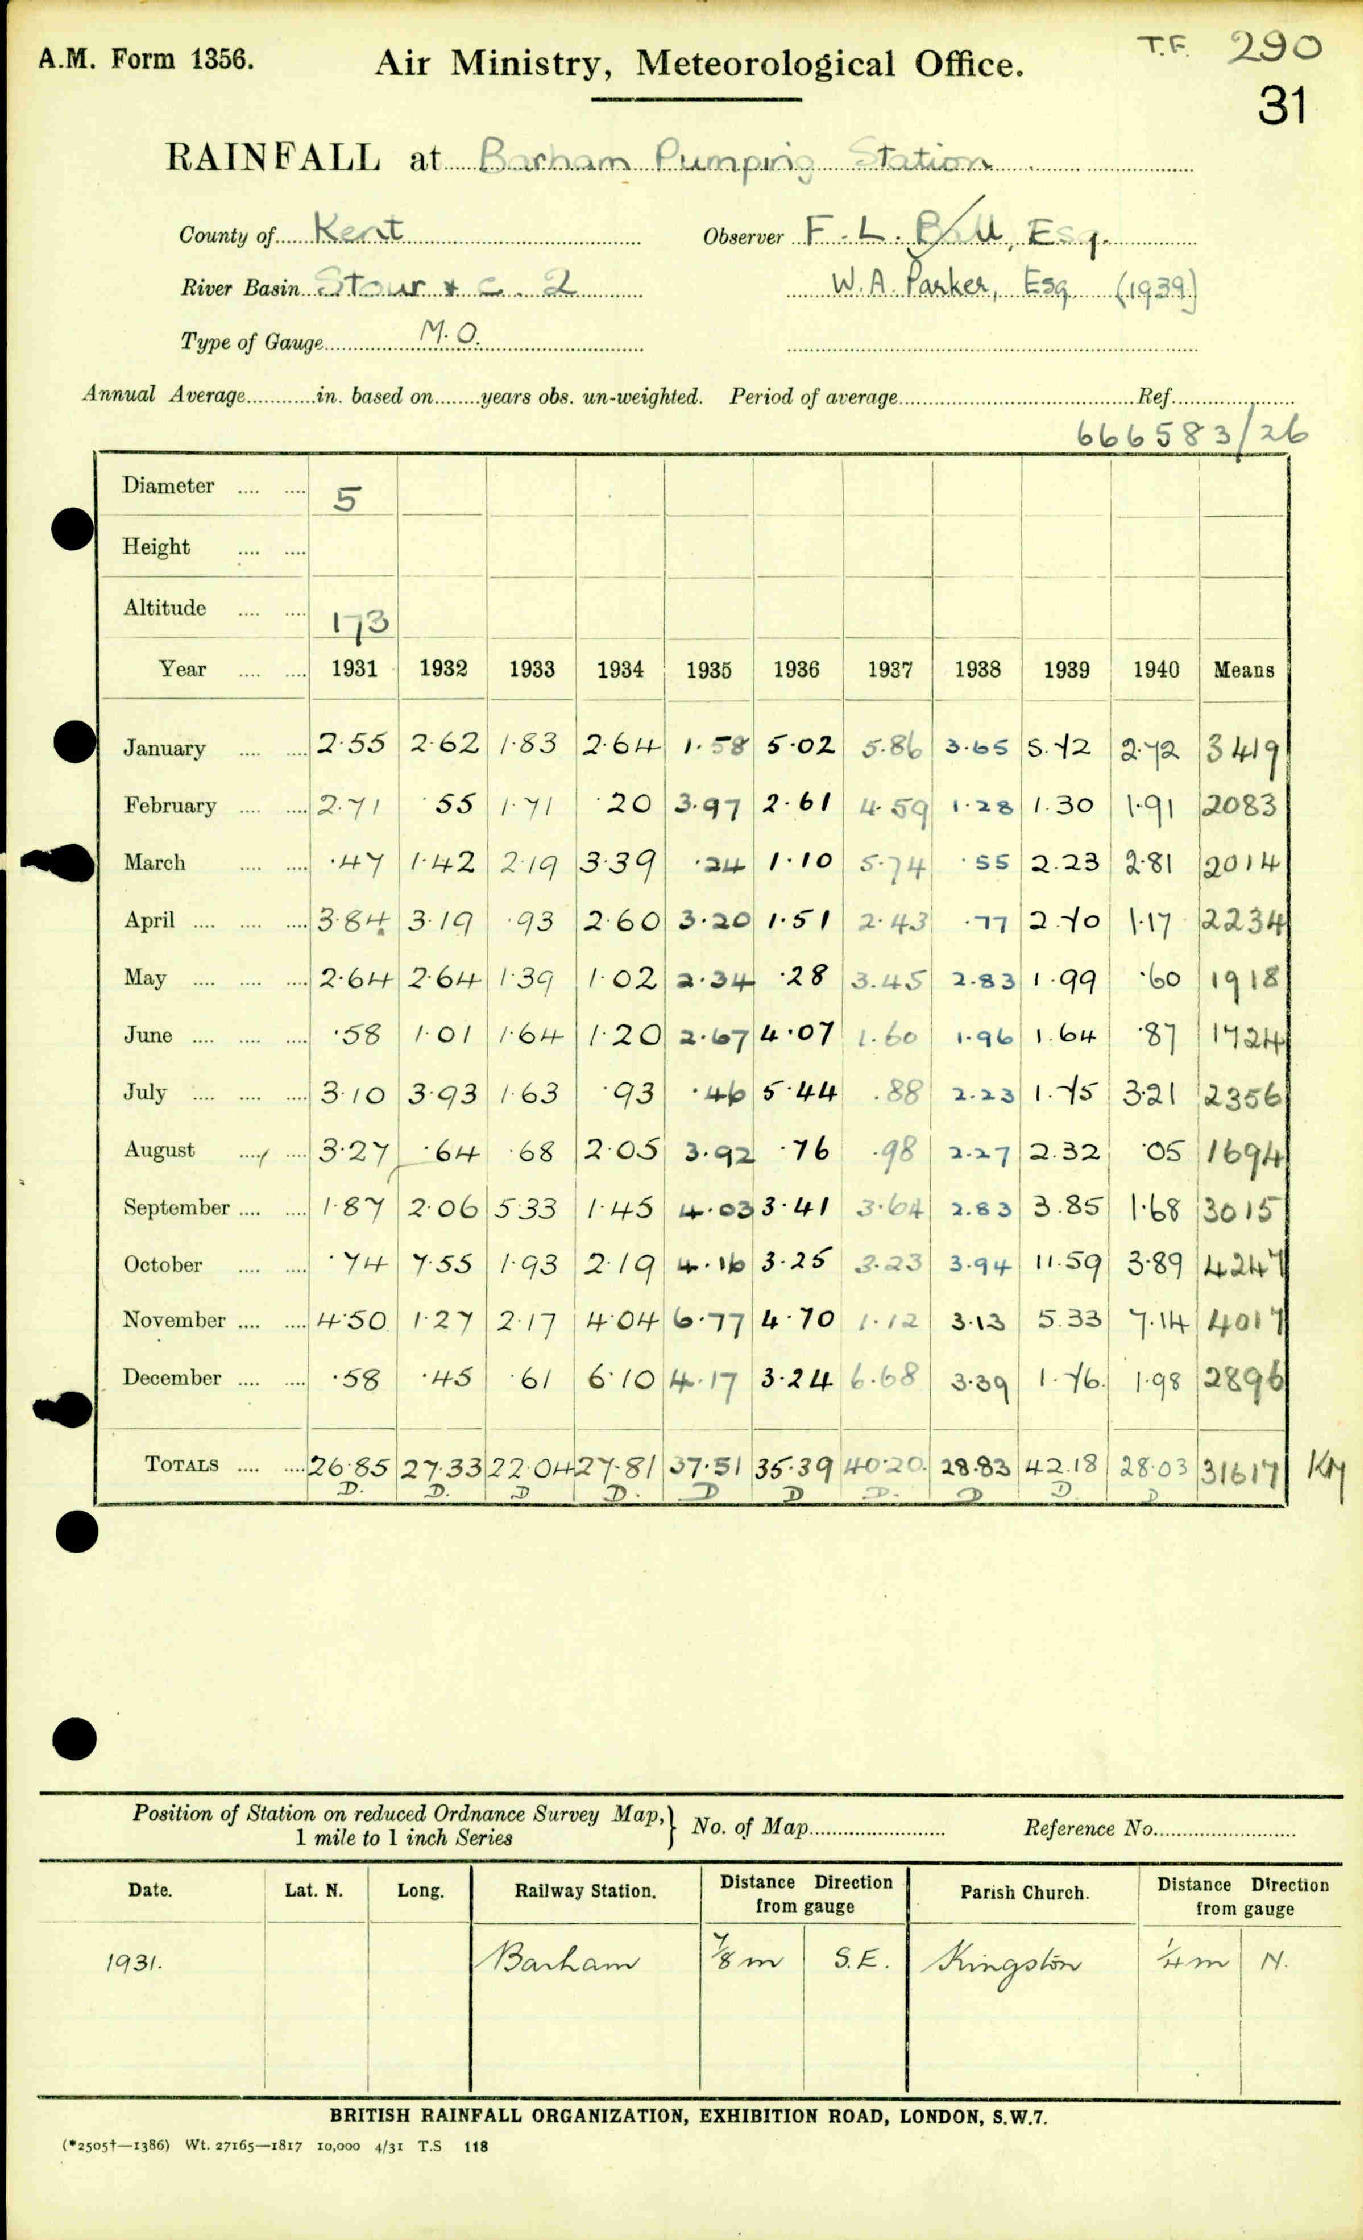 A.M. Form 1356.
Air Ministry, Meteorological Office.
T.F. 290
31
RAINFALL at Barham Pumping Station
County of Kent
Observer F. L. Ball, Esq.
River Basin Stour & c. 2
W.A. Parker, Esq (1939)
Type of Gauge M.O.
Annual Average in. based on years obs. un-weighted. Period of average Ref.
666583/26
Diameter 5
Height
Altitude 173
Year 1931 1932 1933 1934 1935 1936 1937 1938 1939 1940 Means
January 2.55 2.62 1.83 2.64 1.58 5.02 5.86 3.65 5.72 2.72 3419
February 2.71 55 1.71 .20 3.97 2.61 4.59 1.28 1.30 1.91 2083
March .47 1.42 2.19 3.39 .24 1.10 5.74 .55 2.23 2.81 2014
April 3.84 3.19 .93 2.60 3.20 1.51 2.43 .77 2.70 1.17 2234
May 2.64 2.64 1.39 1.02 2.34 .28 3.45 2.83 1.99 .60 1918
June .58 1.01 1.64 1.20 2.67 4.07 1.60 1.96 1.64 .87 1724
July 3.10 3.93 1.63 .93 .46 5.44 .88 2.23 1.75 3.21 2356
August 3.27 .64 .68 2.05 3.92 .76 .98 2.27 2.32 .05 1694
September 1.87 2.06 5.33 1.45 4.03 3.41 3.64 2.83 3.85 1.68 3015
October .74 7.55 1.93 2.19 4.16 3.25 3.23 3.94 11.59 3.89 4247
November 4.50 1.27 2.17 4.04 6.77 4.70 1.12 3.13 5.33 7.14 4017
December .58 .45 .61 6.10 4.17 3.24 6.68 3.39 1.76 1.98 2896
TOTALS 26.85 27.33 22.04 27.81 37.51 35.39 40.20 28.83 42.18 28.03 31617
D. D. D D. D D D. D D. D
Position of Station on reduced Ordnance Survey Map,} No. of Map Reference No.
1 mile to 1 inch Series
Date. Lat. N. Long. Railway Station. Distance Direction from gauge Parish Church. Distance Direction from gauge
1931. Barham 7/8 m S.E. Kingston 1/4 m N.
BRITISH RAINFALL ORGANIZATION, EXHIBITION ROAD, LONDON, S.W.7.
(*2505†—1386) Wt. 27165—1817 10,000 4/31 T.S 118